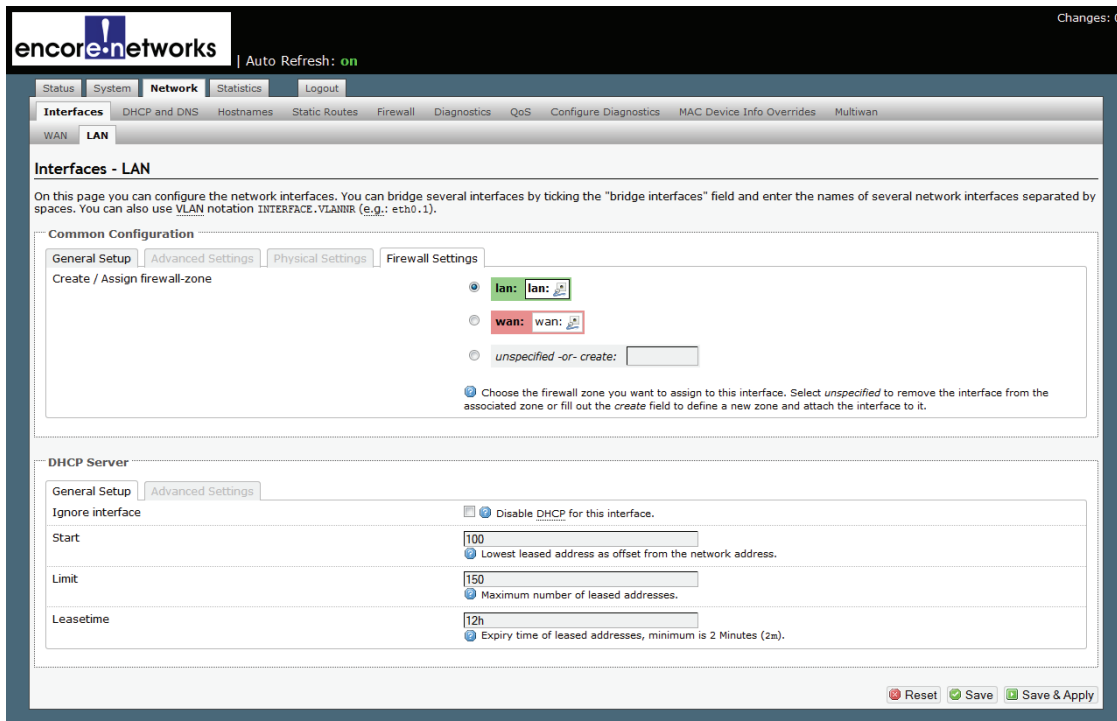 Changes: 0
encore!networks
| Auto Refresh: on
Status System Network Statistics Logout
Interfaces DHCP and DNS Hostnames Static Routes Firewall Diagnostics QoS Configure Diagnostics MAC Device Info Overrides Multiwan
WAN LAN
Interfaces - LAN
On this page you can configure the network interfaces. You can bridge several interfaces by ticking the "bridge interfaces" field and enter the names of several network interfaces separated by
spaces. You can also use VLAN notation INTERFACE.VLANNR (e.g.: eth0.1).
Common Configuration
General Setup Advanced Settings Physical Settings Firewall Settings
Create / Assign firewall-zone
lan: lan:
wan: wan:
unspecified -or- create:
Choose the firewall zone you want to assign to this interface. Select unspecified to remove the interface from the
associated zone or fill out the create field to define a new zone and attach the interface to it.
DHCP Server
General Setup Advanced Settings
Ignore interface Disable DHCP for this interface.
Start 100
Lowest leased address as offset from the network address.
Limit 150
Maximum number of leased addresses.
Leasetime 12h
Expiry time of leased addresses, minimum is 2 Minutes (2m).
Reset Save Save & Apply